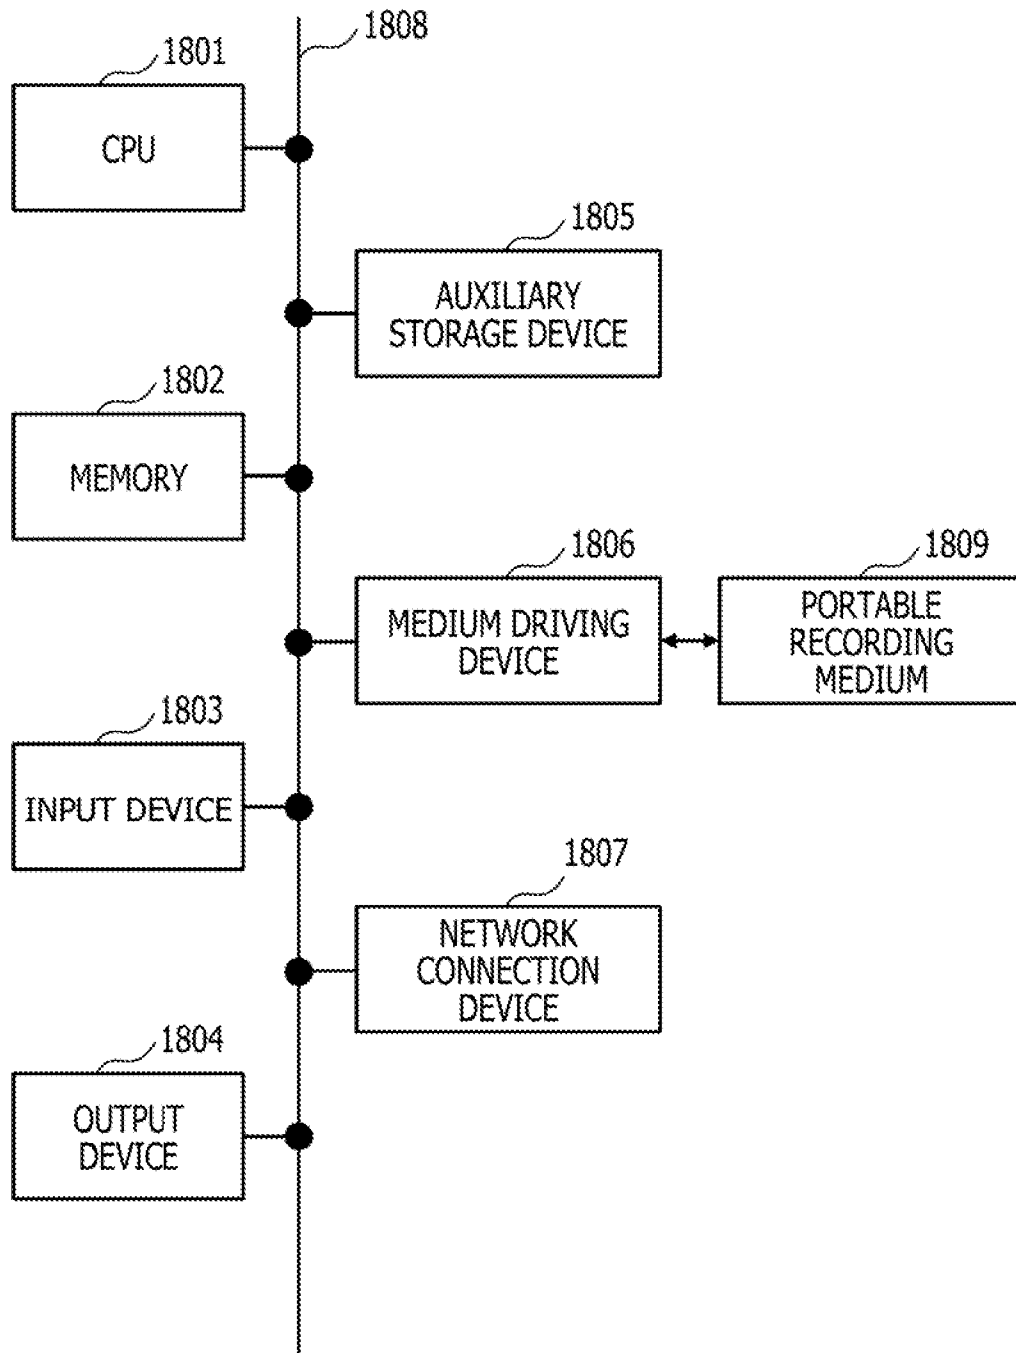 1808
1801
CPU
1805
AUXILIARY
STORAGE DEVICE
1802
MEMORY
1806
MEDIUM DRIVING
DEVICE
1809
PORTABLE
RECORDING
MEDIUM
1803
INPUT DEVICE
1807
NETWORK
CONNECTION
DEVICE
1804
OUTPUT
DEVICE